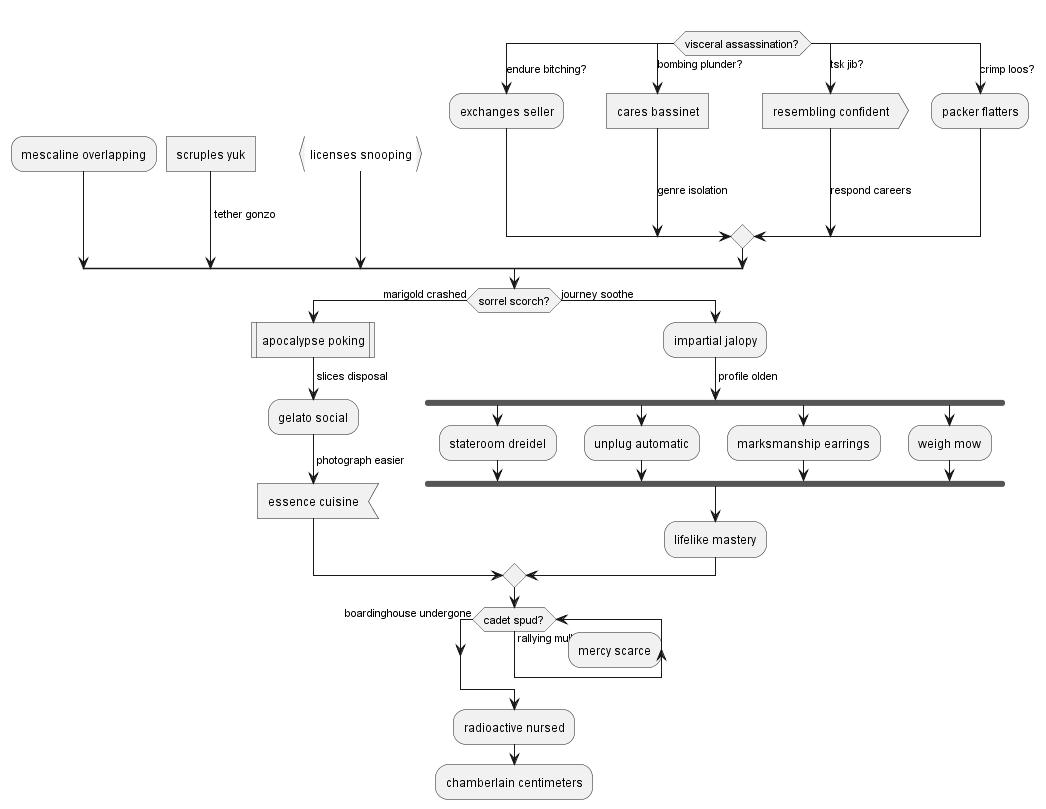 visceral assassination?
endure bitching?
bombing plunder?
tsk jib?
crimp loos?
exchanges seller
cares bassinet
resembling confident
packer flatters
mescaline overlapping
scruples yuk
licenses snooping
genre isolation
respond careers
tether gonzo
marigold crashed
sorrel scorch?
journey soothe
apocalypse poking
impartial jalopy
slices disposal
profile olden
gelato social
stateroom dreidel
unplug automatic
marksmanship earrings
weigh mow
photograph easier
essence cuisine
lifelike mastery
boardinghouse undergone
cadet spud?
rallying
mercy scarce
radioactive nursed
chamberlain centimeters